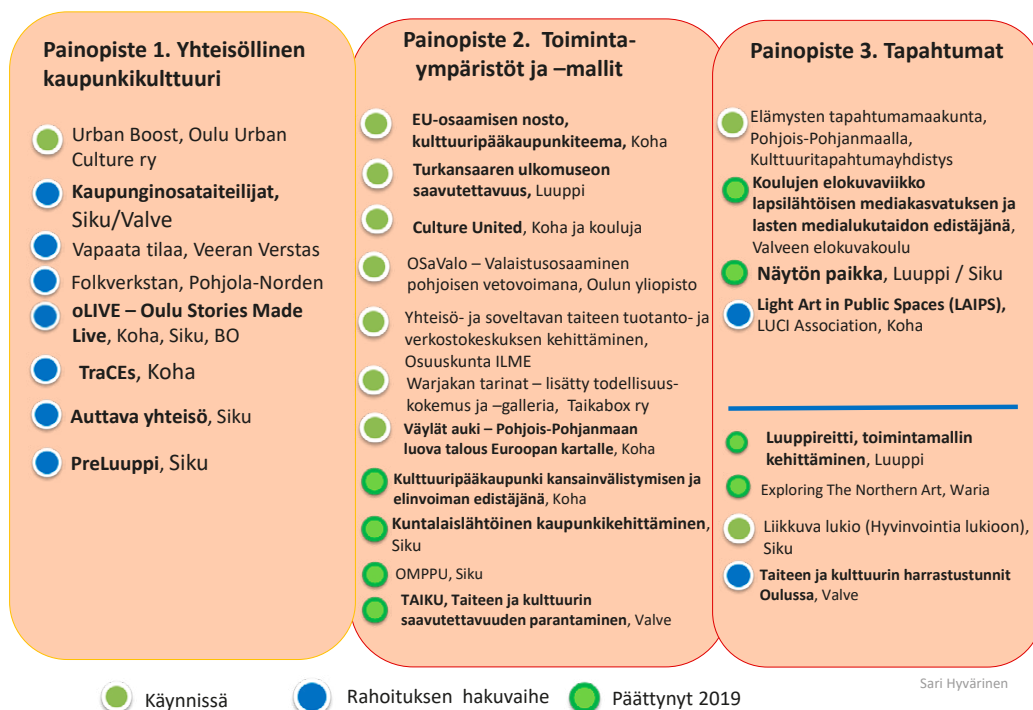 Painopiste 1. Yhteisöllinen
kaupunkikulttuuri
Urban Boost, Oulu Urban
Culture ry
Kaupunginosataiteilijat,
Siku/Valve
Vapaata tilaa, Veeran Verstas
Folkverkstan, Pohjola-Norden
oLIVE – Oulu Stories Made
Live, Koha, Siku, BO
TraCEs, Koha
Auttava yhteisö, Siku
PreLuuppi, Siku
Painopiste 2. Toiminta-
ympäristöt ja –mallit
EU-osaamisen nosto,
kulttuuripääkaupunkiteema, Koha
Turkansaaren ulkomuseon
saavutettavuus, Luuppi
Culture United, Koha ja kouluja
OSaValo – Valaistusosaaminen
pohjoisen vetovoimana, Oulun yliopisto
Yhteisö- ja soveltavan taiteen tuotanto- ja
verkostokeskuksen kehittäminen,
Osuuskunta ILME
Warjakan tarinat – lisätty todellisuus-
kokemus ja –galleria, Taikabox ry
Väylät auki – Pohjois-Pohjanmaan
luova talous Euroopan kartalle, Koha
Kulttuuripääkaupunki kansainvälistymisen ja
elinvoiman edistäjänä, Koha
Kuntalaislähtöinen kaupunkikehittäminen,
Siku
OMPPU, Siku
TAIKU, Taiteen ja kulttuurin
saavutettavuuden parantaminen, Valve
Painopiste 3. Tapahtumat
Elämysten tapahtumamaakunta,
Pohjois-Pohjanmaalla,
Kulttuuritapahtumayhdistys
Koulujen elokuvaviikko
lapsilähtöisen mediakasvatuksen ja
lasten medialukutaidon edistäjänä,
Valveen elokuvakoulu
Näytön paikka, Luuppi / Siku
Light Art in Public Spaces (LAIPS),
LUCI Association, Koha
Luuppireitti, toimintamallin
kehittäminen, Luuppi
Exploring The Northern Art, Waria
Liikkuva lukio (Hyvinvointia lukioon),
Siku
Taiteen ja kulttuurin harrastustunnit
Oulussa, Valve
Sari Hyvärinen
Käynnissä
Rahoituksen hakuvaihe
Päättynyt 2019